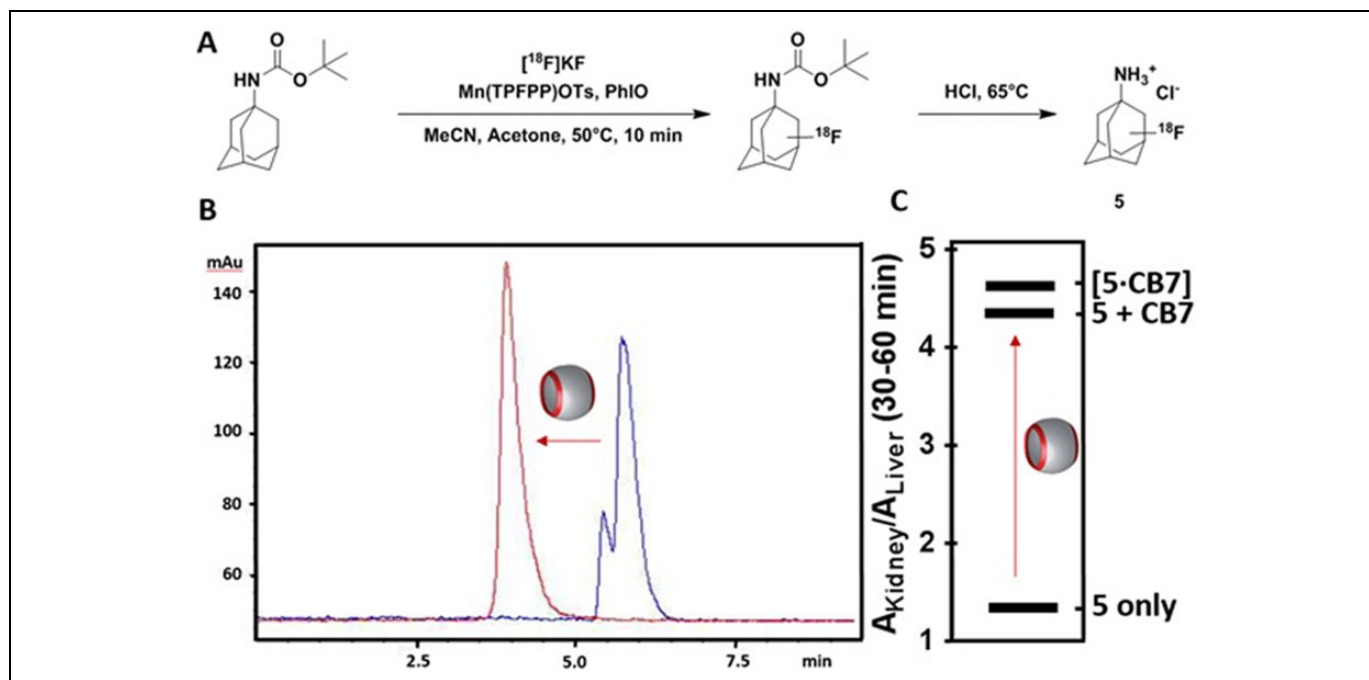 A
O
HN
O
[¹⁸F]KF
Mn(TPFPP)OTs, PhIO
MeCN, Acetone, 50°C, 10 min
O
HN
O
¹⁸F
HCl, 65°C
NH₃⁺
Cl⁻
¹⁸F
5
B
mAu
140
120
100
80
60
2.5
5.0
7.5
min
C
A_Kidney/A_Liver (30-60 min)
5
4
3
2
1
[5·CB7]
5 + CB7
5 only